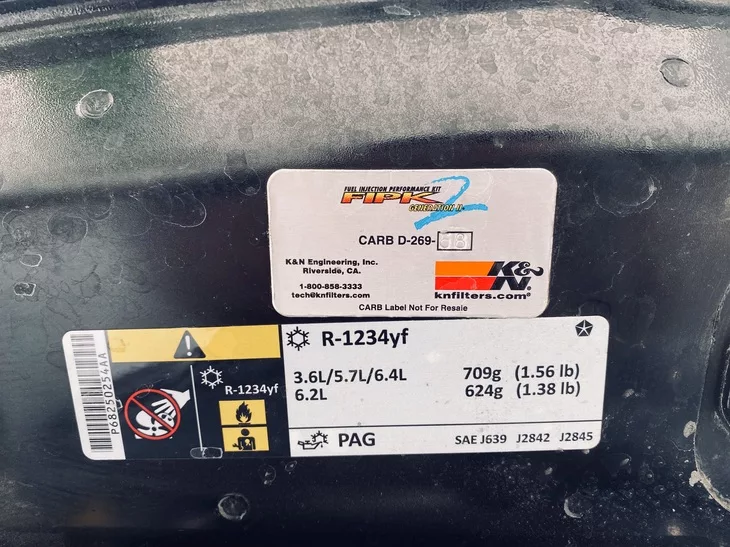 FUEL INJECTION PERFORMANCE KIT
FIPK 2
GENERATION II
CARB D-269-58
K&N Engineering, Inc.
Riverside, CA.
1-800-858-3333
tech@knfilters.com
K&N
knfilters.com®
CARB Label Not For Resale
P68250254AA
R-1234yf
R-1234yf
3.6L/5.7L/6.4L 709g (1.56 lb)
6.2L 624g (1.38 lb)
PAG SAE J639 J2842 J2845